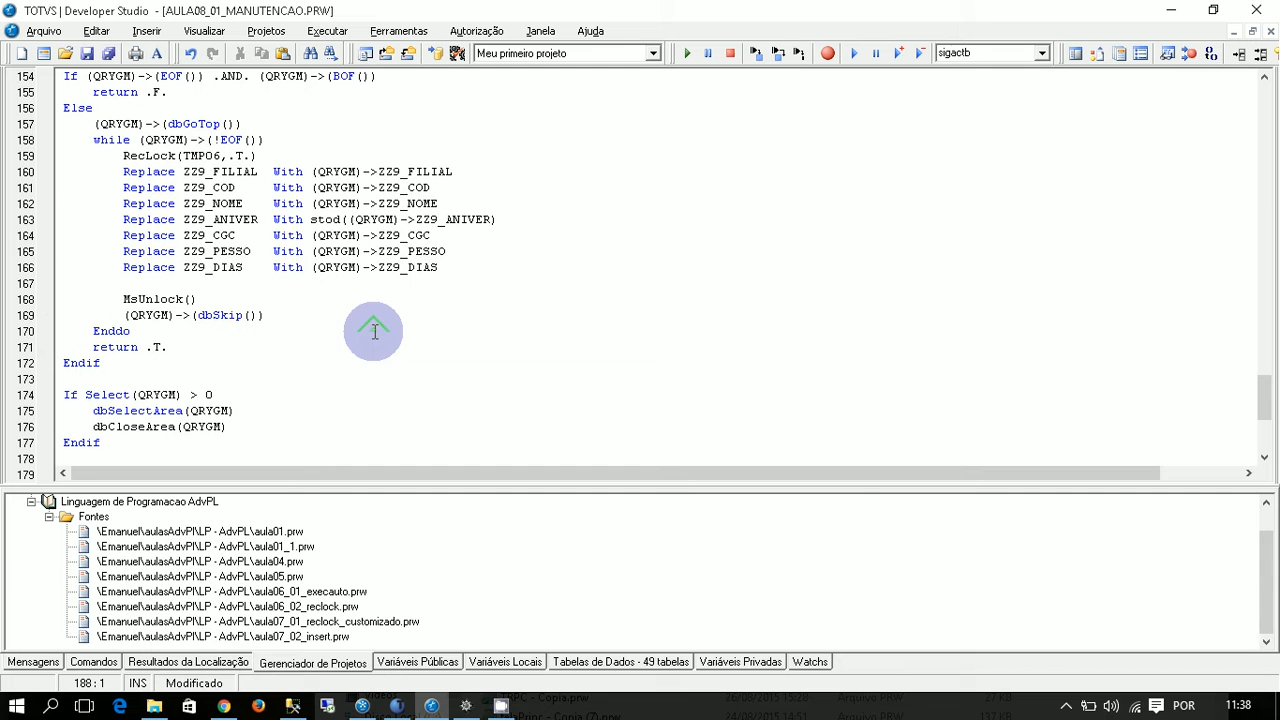 TOTVS | Developer Studio - [AULA08_01_MANUTENCAO.PRW]
Arquivo Editar Inserir Visualizar Projetos Executar Ferramentas Autorização Janeia Ajuda
Meu primeiro projeto sigactb
154 If (QRYGM)->(EOF()) .AND. (QRYGM)->(BOF())
155 return .F.
156 Else
157 (QRYGM)->(dbGoTop())
158 while (QRYGM)->(!EOF())
159 RecLock(TMP06,.T.)
160 Replace ZZ9_FILIAL With (QRYGM)->ZZ9_FILIAL
161 Replace ZZ9_COD With (QRYGM)->ZZ9_COD
162 Replace ZZ9_NOME With (QRYGM)->ZZ9_NOME
163 Replace ZZ9_ANIVER With stod((QRYGM)->ZZ9_ANIVER)
164 Replace ZZ9_CGC With (QRYGM)->ZZ9_CGC
165 Replace ZZ9_PESSO With (QRYGM)->ZZ9_PESSO
166 Replace ZZ9_DIAS With (QRYGM)->ZZ9_DIAS
167
168 MsUnlock()
169 (QRYGM)->(dbSkip())
170 Enddo
171 return .T.
172 Endif
173
174 If Select(QRYGM) > 0
175 dbSelectArea(QRYGM)
176 dbCloseArea(QRYGM)
177 Endif
178
179
Linguagem de Programacao AdvPL
Fontes
\Emanuel\aulasAdvPl\LP - AdvPL\aula01.prw
\Emanuel\aulasAdvPl\LP - AdvPL\aula01_1.prw
\Emanuel\aulasAdvPl\LP - AdvPL\aula04.prw
\Emanuel\aulasAdvPl\LP - AdvPL\aula05.prw
\Emanuel\aulasAdvPl\LP - AdvPL\aula06_01_execauto.prw
\Emanuel\aulasAdvPl\LP - AdvPL\aula06_02_reclock.prw
\Emanuel\aulasAdvPl\LP - AdvPL\aula07_01_reclock_customizado.prw
\Emanuel\aulasAdvPl\LP - AdvPL\aula07_02_insert.prw
Mensagens Comandos Resultados da Localização Gerenciador de Projetos Variáveis Públicas Variáveis Locais Tabelas de Dados - 49 tabelas Variáveis Privadas Watchs
188 : 1 INS Modificado
POR 11:38